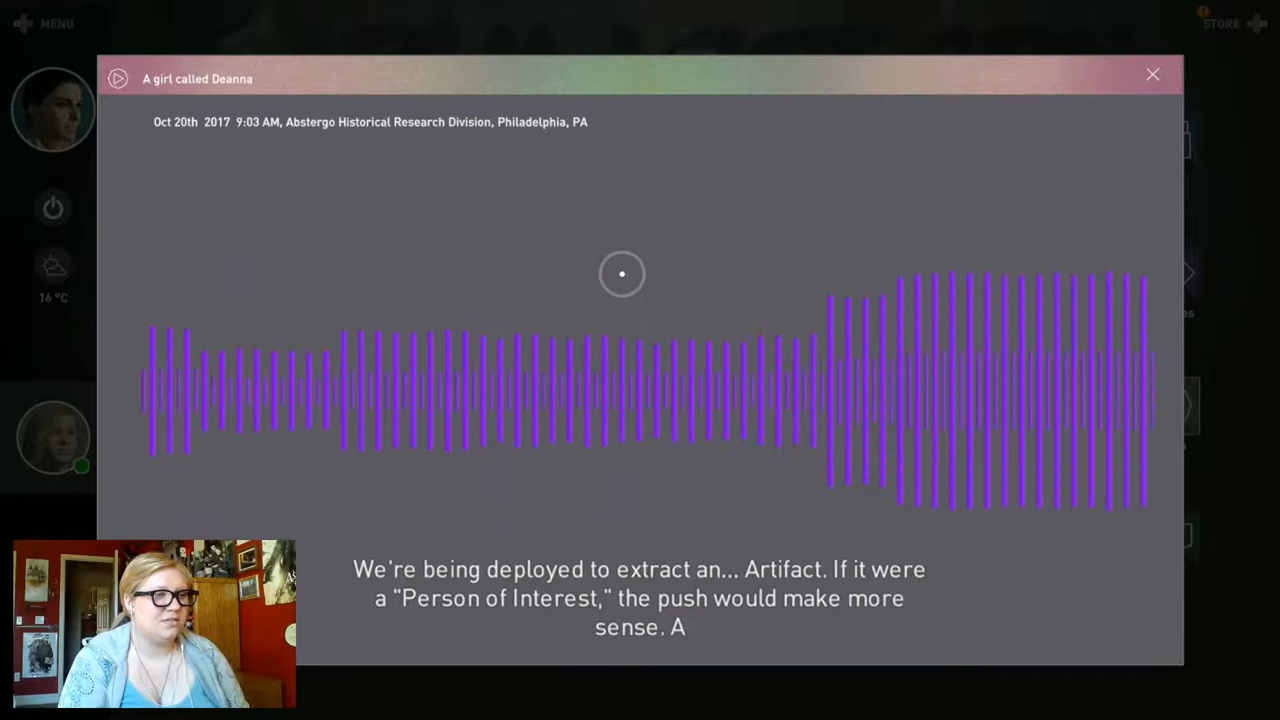 MENU
STORE
A girl called Deanna
Oct 20th 2017 9:03 AM, Abstergo Historical Research Division, Philadelphia, PA
16 °C
es
We're being deployed to extract an... Artifact. If it were
a "Person of Interest," the push would make more
sense. A